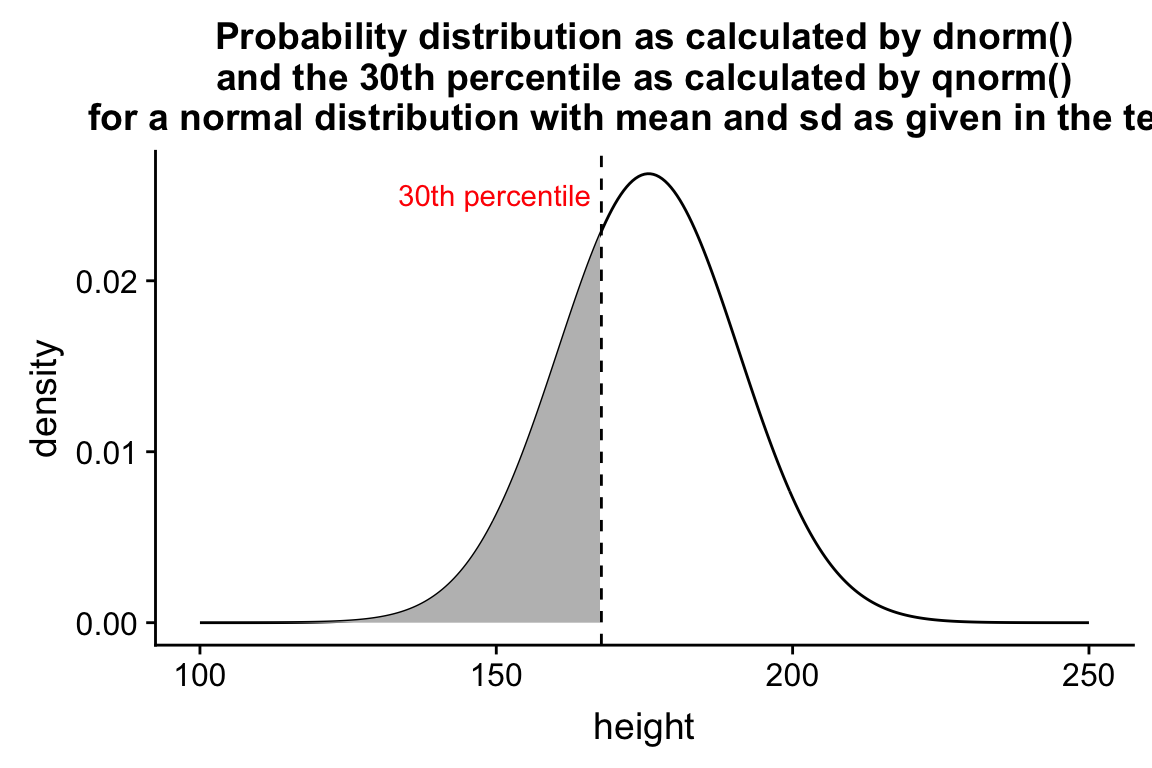 Probability distribution as calculated by dnorm()
and the 30th percentile as calculated by qnorm()
for a normal distribution with mean and sd as given in the te
30th percentile
0.02
0.01
0.00
density
100 150 200 250
height